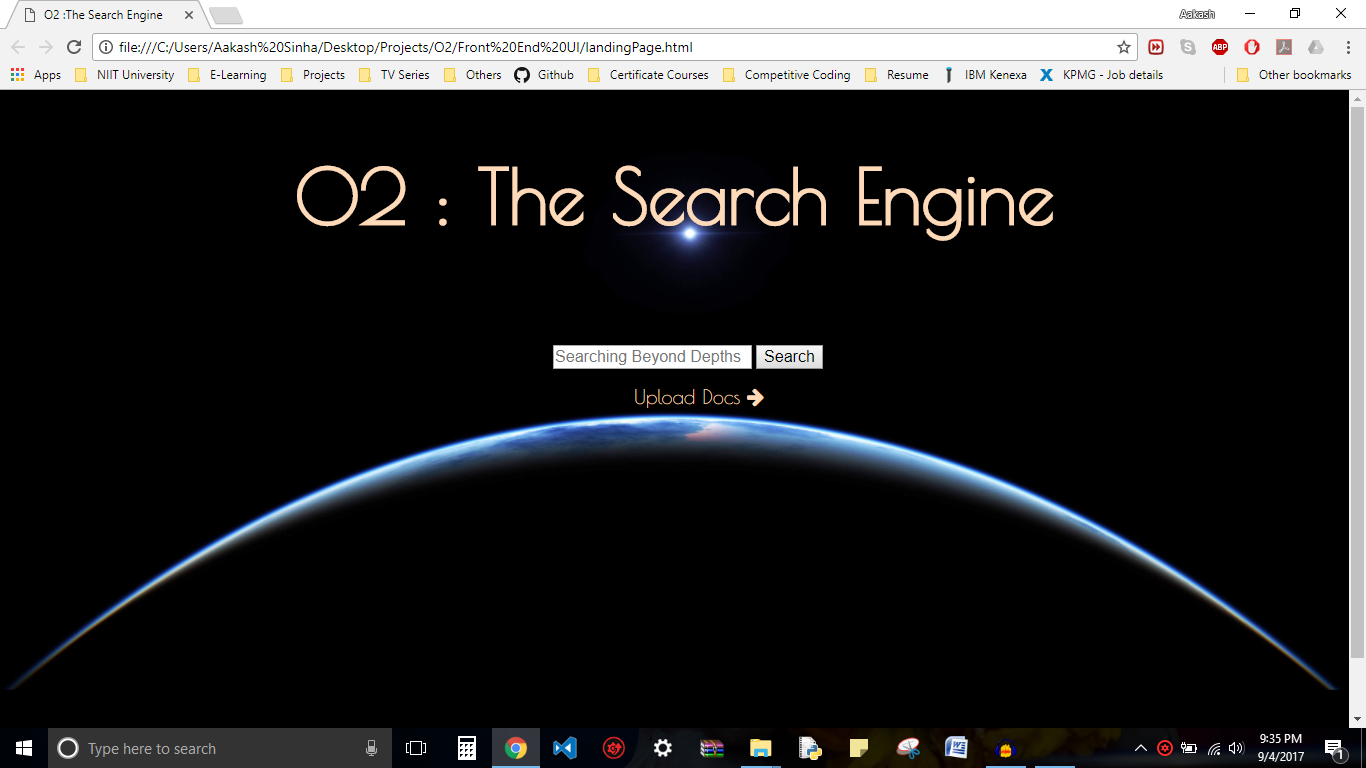 O2 :The Search Engine
Aakash
file:///C:/Users/Aakash%20Sinha/Desktop/Projects/O2/Front%20End%20UI/landingPage.html
ABP
Apps NIIT University E-Learning Projects TV Series Others Github Certificate Courses Competitive Coding Resume IBM Kenexa KPMG - Job details Other bookmarks
O2 : The Search Engine
Searching Beyond Depths Search
Upload Docs
Type here to search
9:35 PM
9/4/2017
1